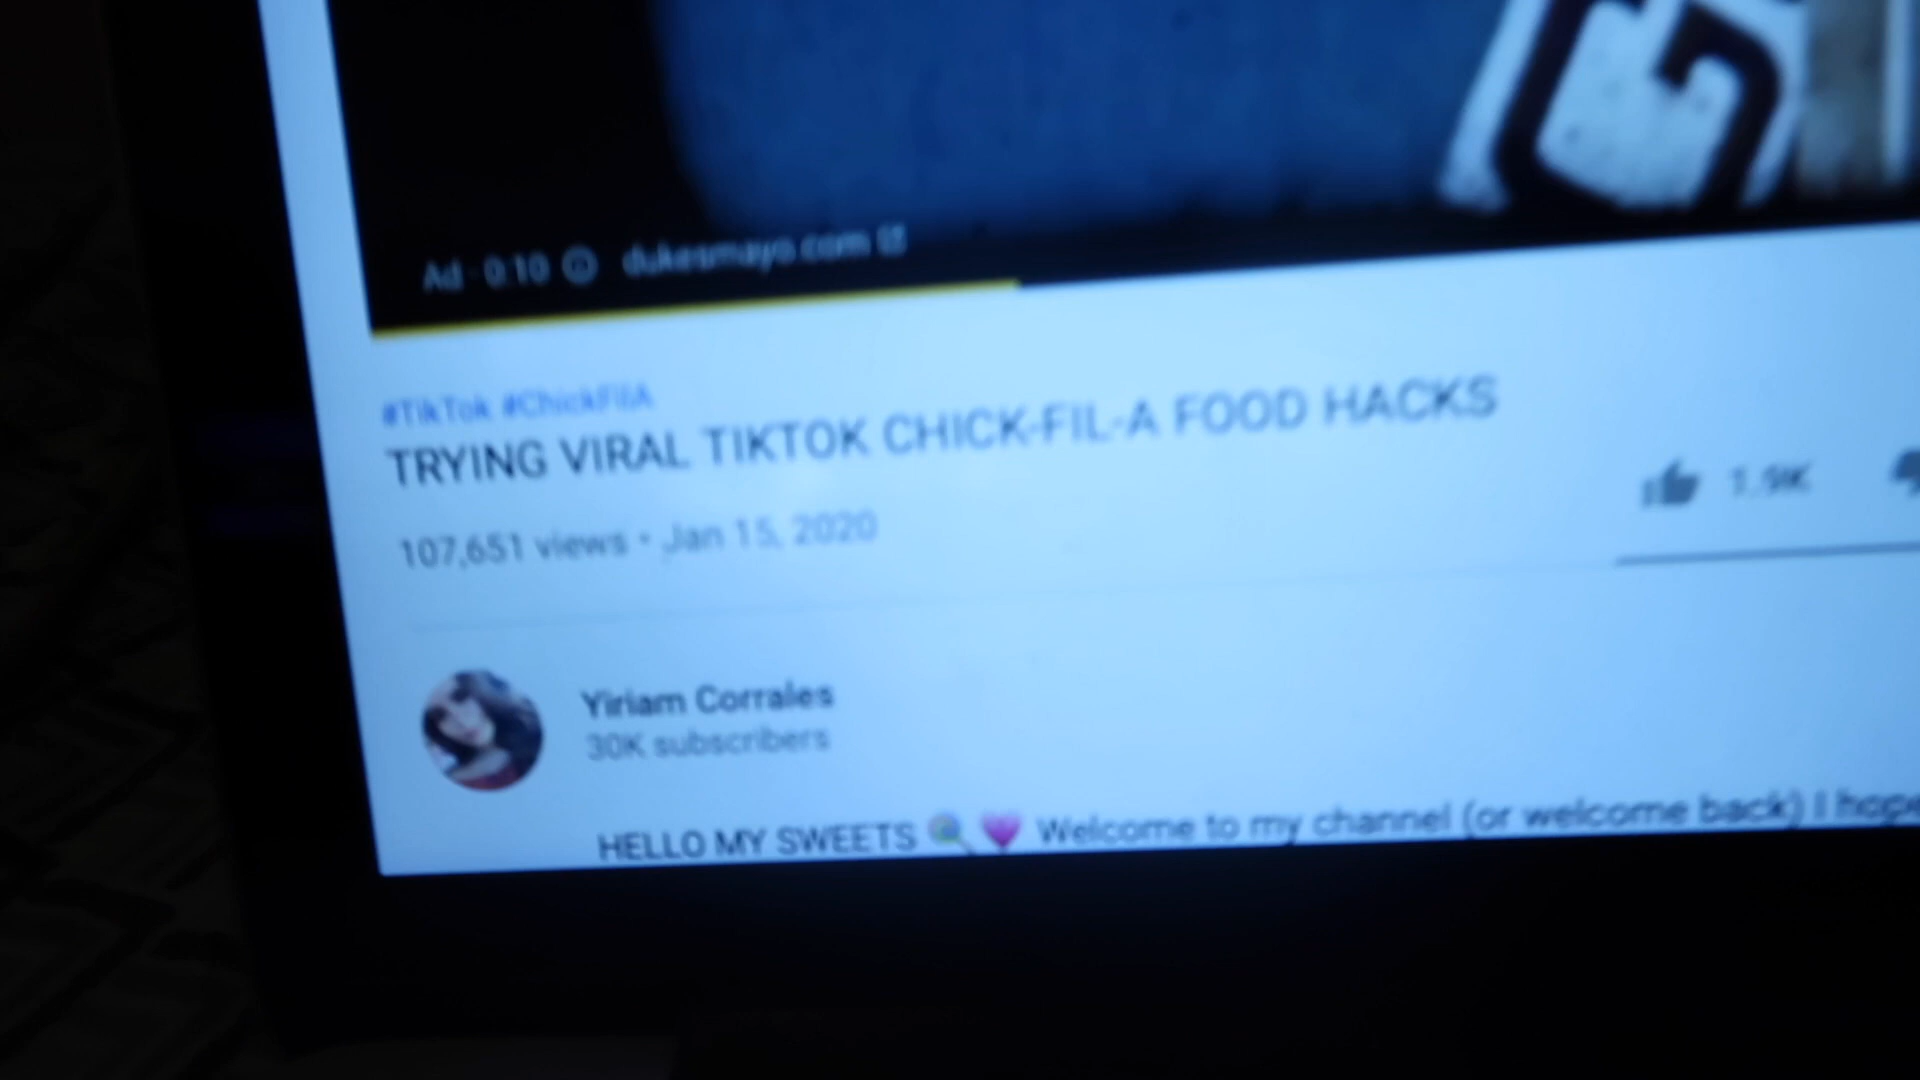 Ad · 0:10 dukesmayo.com
#TikTok #ChickFilA
TRYING VIRAL TIKTOK CHICK-FIL-A FOOD HACKS
1.9K
107,651 views • Jan 15, 2020
Yiriam Corrales
30K subscribers
HELLO MY SWEETS 🍭 💗 Welcome to my channel (or welcome back) I hope